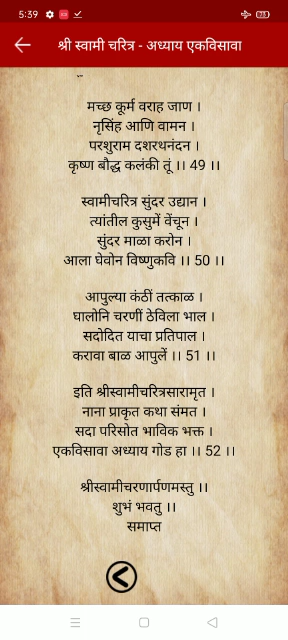 5:39
श्री स्वामी चरित्र - अध्याय एकविसावा
मच्छ कूर्म वराह जाण ।
नृसिंह आणि वामन ।
परशुराम दशरथनंदन ।
कृष्ण बौद्ध कलंकी तूं ।। 49 ।।
स्वामीचरित्र सुंदर उद्यान ।
त्यांतील कुसुमें वेंचून ।
सुंदर माळा करोन ।
आला घेवोन विष्णुकवि ।। 50 ।।
आपुल्या कंठीं तत्काळ ।
घालोनि चरणीं ठेविला भाल ।
सदोदित याचा प्रतिपाल ।
करावा बाळ आपुलें ।। 51 ।।
इति श्रीस्वामीचरित्रसारामृत ।
नाना प्राकृत कथा संमत ।
सदा परिसोत भाविक भक्त ।
एकविसावा अध्याय गोड हा ।। 52 ।।
श्रीस्वामीचरणार्पणमस्तु ।।
शुभं भवतु ।।
समाप्त